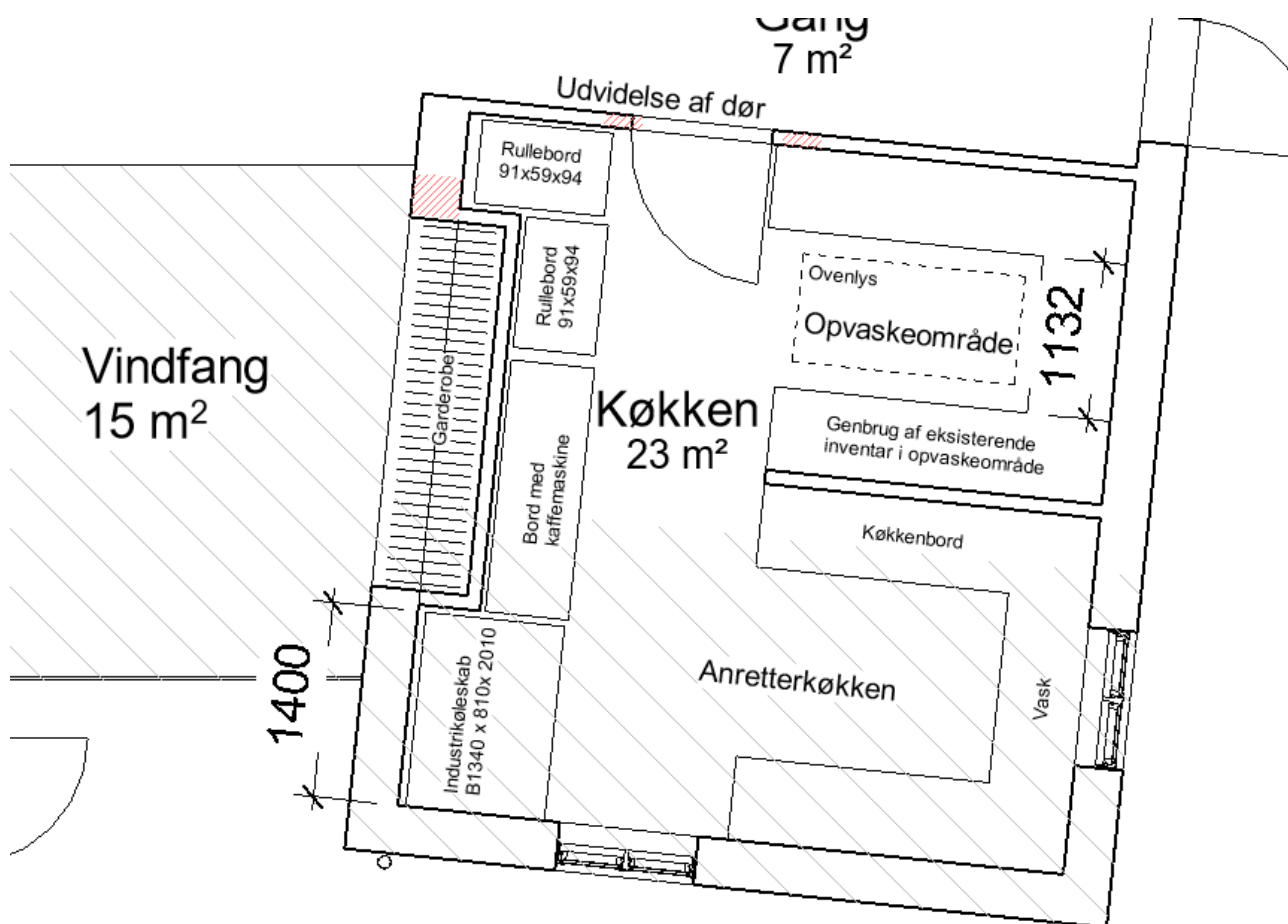 Gang
7 m²
Udvidelse af dør
Rullebord
91x59x94
Rullebord
91x59x94
Ovenlys
Opvaskeområde
1132
Vindfang
15 m²
Garderobe
Køkken
23 m²
Genbrug af eksisterende
inventar i opvaskeområde
Bord med
kaffemaskine
Køkkenbord
1400
Industrikøleskab
B1340 x 810x 2010
Anretterkøkken
Vask